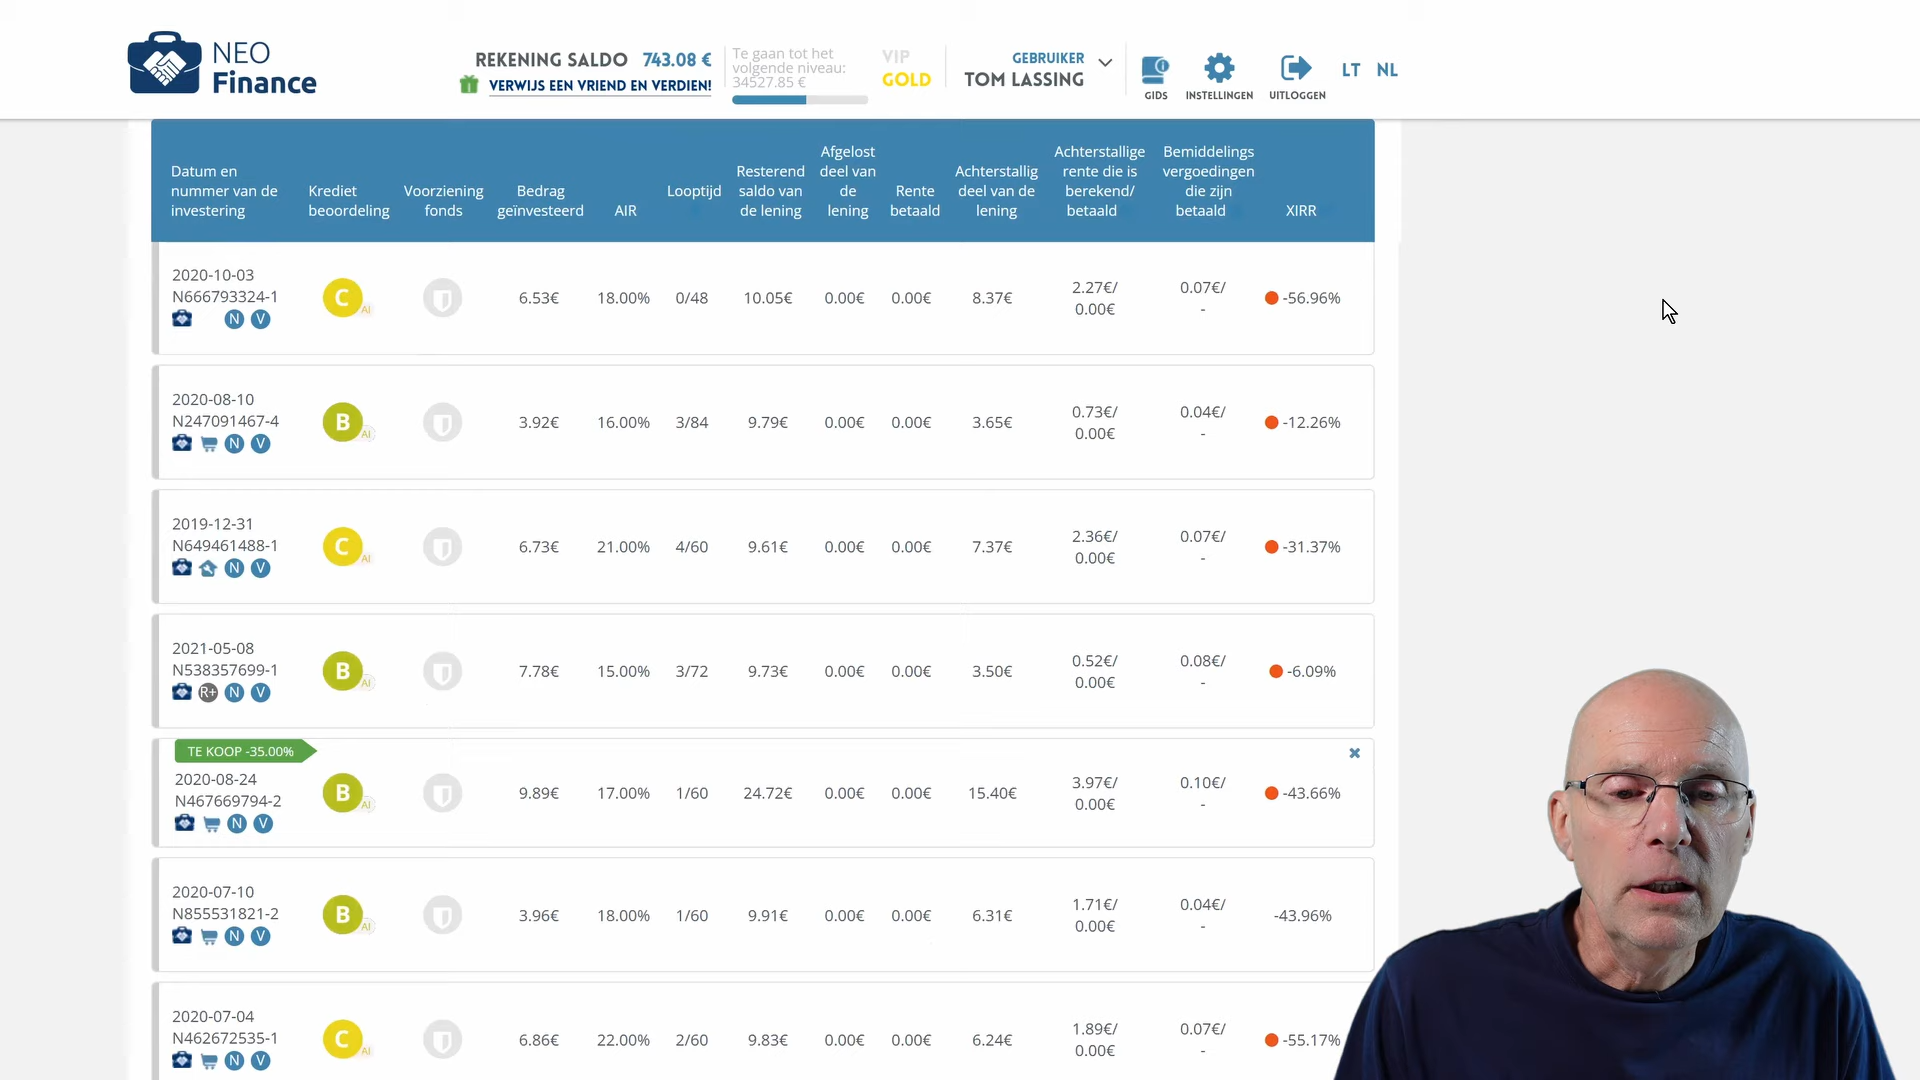 NEO
Finance
REKENING SALDO 743.08 €
VERWIJS EEN VRIEND EN VERDIEN!
Te gaan tot het
volgende niveau:
34527.85 €
VIP
GOLD
GEBRUIKER
TOM LASSING
GIDS
INSTELLINGEN
UITLOGGEN
LT NL
Datum en
nummer van de
investering
Krediet
beoordeling
Voorziening
fonds
Bedrag
geïnvesteerd
AIR
Looptijd
Resterend
saldo van
de lening
Afgelost
deel van
de
lening
Rente
betaald
Achterstallig
deel van de
lening
Achterstallige
rente die is
berekend/
betaald
Bemiddelings
vergoedingen
die zijn
betaald
XIRR
2020-10-03
N666793324-1
N V
C AI
6.53€ 18.00% 0/48 10.05€ 0.00€ 0.00€ 8.37€
2.27€/
0.00€
0.07€/
-
-56.96%
2020-08-10
N247091467-4
N V
B AI
3.92€ 16.00% 3/84 9.79€ 0.00€ 0.00€ 3.65€
0.73€/
0.00€
0.04€/
-
-12.26%
2019-12-31
N649461488-1
N V
C AI
6.73€ 21.00% 4/60 9.61€ 0.00€ 0.00€ 7.37€
2.36€/
0.00€
0.07€/
-
-31.37%
2021-05-08
N538357699-1
R+ N V
B AI
7.78€ 15.00% 3/72 9.73€ 0.00€ 0.00€ 3.50€
0.52€/
0.00€
0.08€/
-
-6.09%
TE KOOP -35.00%
2020-08-24
N467669794-2
N V
B AI
9.89€ 17.00% 1/60 24.72€ 0.00€ 0.00€ 15.40€
3.97€/
0.00€
0.10€/
-
-43.66%
2020-07-10
N855531821-2
N V
B AI
3.96€ 18.00% 1/60 9.91€ 0.00€ 0.00€ 6.31€
1.71€/
0.00€
0.04€/
-
-43.96%
2020-07-04
N462672535-1
N V
C AI
6.86€ 22.00% 2/60 9.83€ 0.00€ 0.00€ 6.24€
1.89€/
0.00€
0.07€/
-
-55.17%